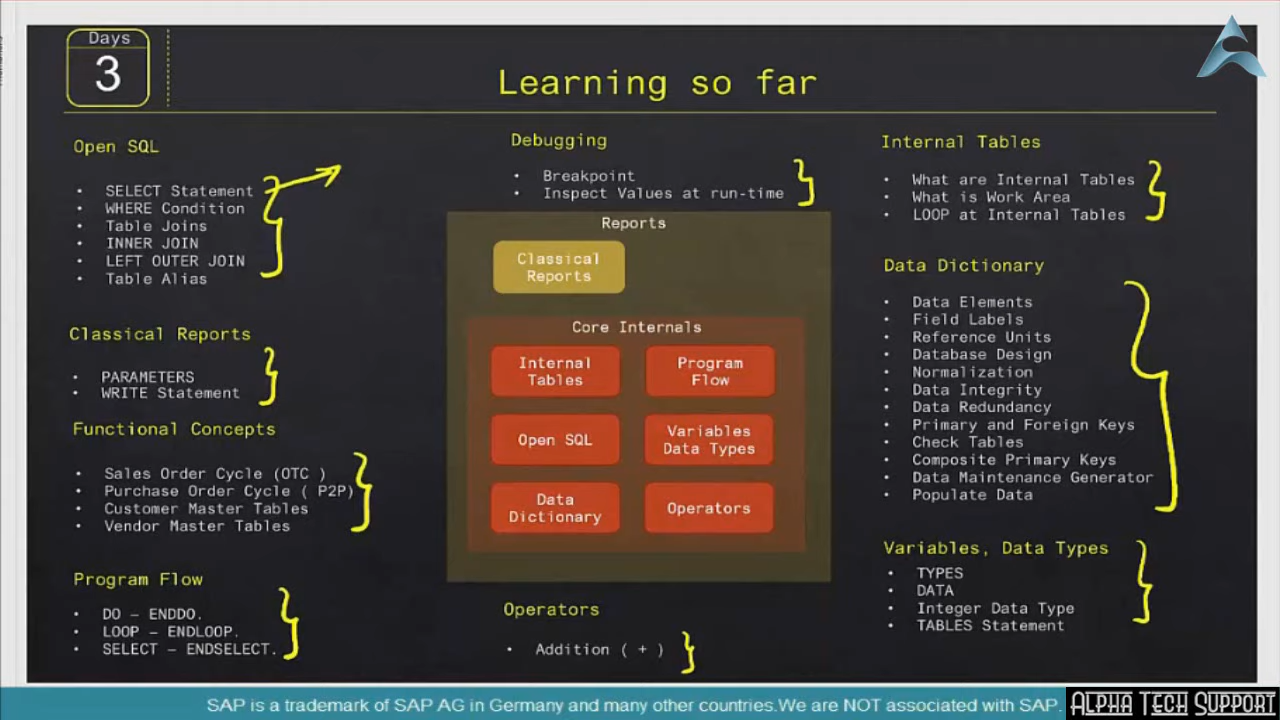 Days
3
Learning so far
Open SQL
• SELECT Statement
• WHERE Condition
• Table Joins
• INNER JOIN
• LEFT OUTER JOIN
• Table Alias
Classical Reports
• PARAMETERS
• WRITE Statement
Functional Concepts
• Sales Order Cycle (OTC )
• Purchase Order Cycle ( P2P)
• Customer Master Tables
• Vendor Master Tables
Program Flow
• DO – ENDDO.
• LOOP – ENDLOOP.
• SELECT – ENDSELECT.
Debugging
• Breakpoint
• Inspect Values at run-time
Reports
Classical
Reports
Core Internals
Internal
Tables
Program
Flow
Open SQL
Variables
Data Types
Data
Dictionary
Operators
Operators
• Addition ( + )
Internal Tables
• What are Internal Tables
• What is Work Area
• LOOP at Internal Tables
Data Dictionary
• Data Elements
• Field Labels
• Reference Units
• Database Design
• Normalization
• Data Integrity
• Data Redundancy
• Primary and Foreign Keys
• Check Tables
• Composite Primary Keys
• Data Maintenance Generator
• Populate Data
Variables, Data Types
• TYPES
• DATA
• Integer Data Type
• TABLES Statement
SAP is a trademark of SAP AG in Germany and many other countries.We are NOT associated with SAP.
ALPHA TECH SUPPORT